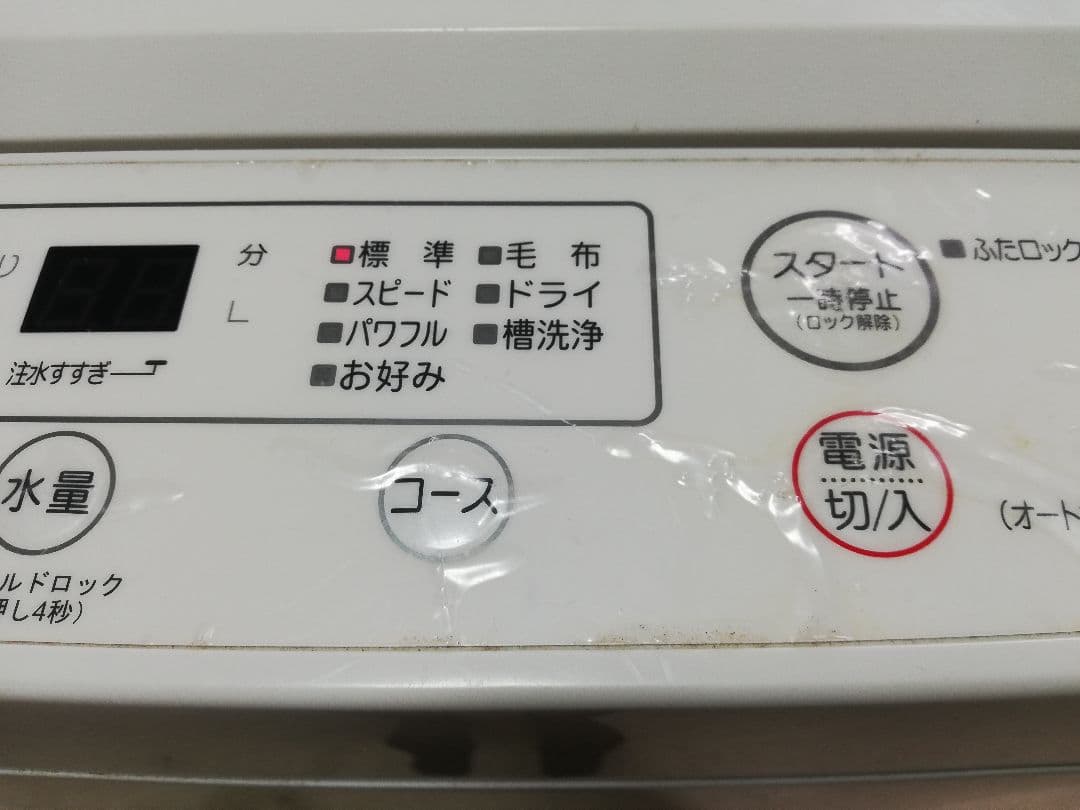 分
L
注水すすぎ
標 準
毛 布
スピード
ドライ
パワフル
槽洗浄
お好み
スタート
一時停止
(ロック解除)
ふたロック
水量
コース
電源
切/入
ルドロック
押し4秒)
(オート